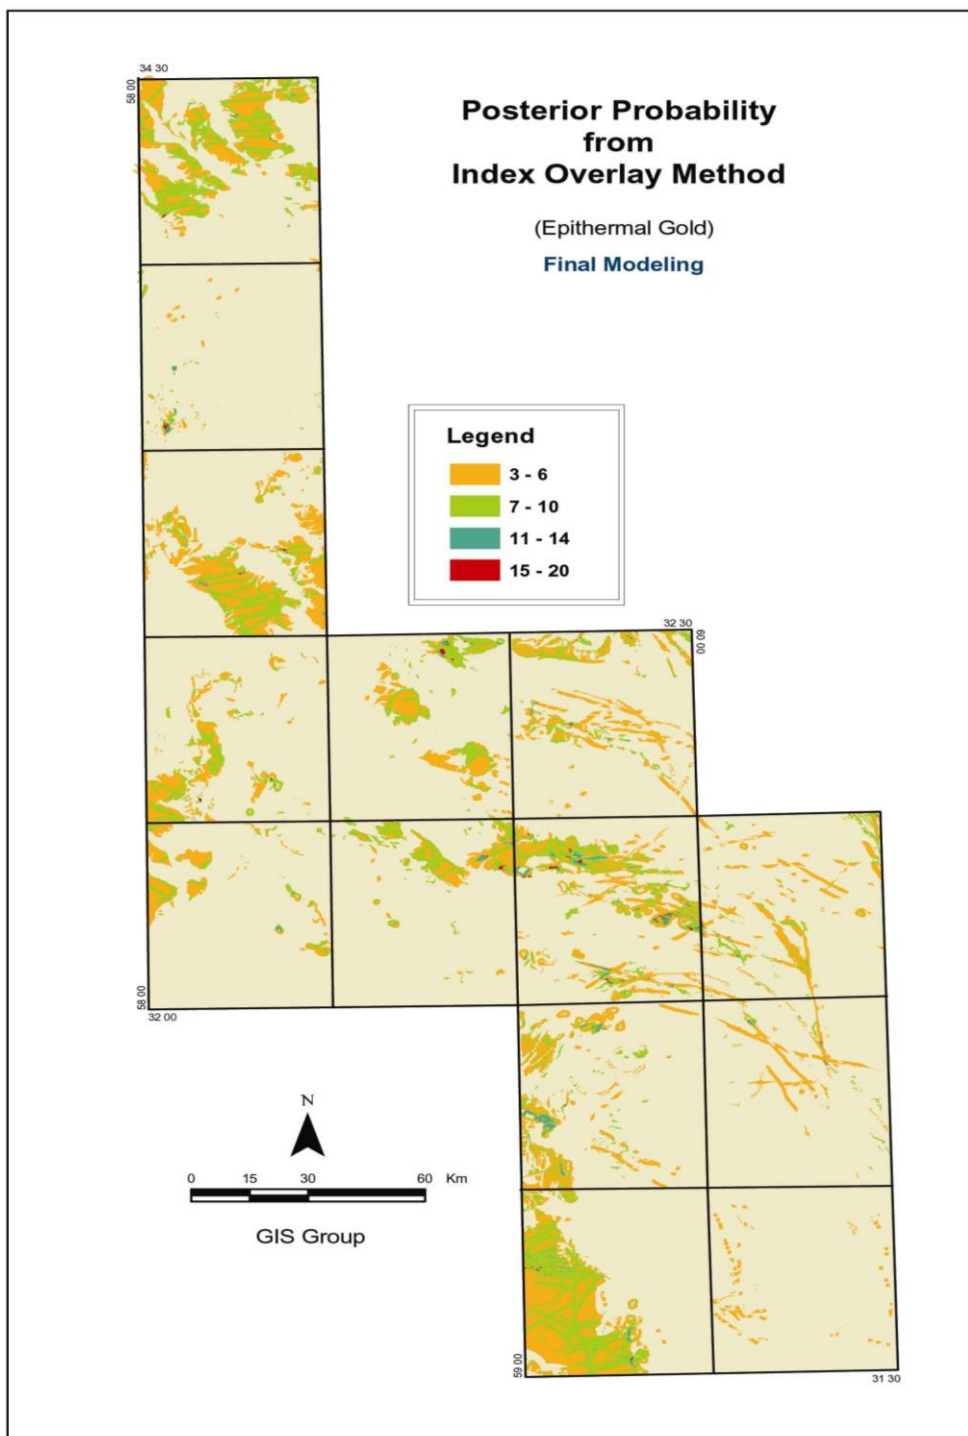 34 30
58 00
Posterior Probability
from
Index Overlay Method
(Epithermal Gold)
Final Modeling
Legend
3 - 6
7 - 10
11 - 14
15 - 20
32 30
60 00
58 00
32 00
N
0 15 30 60 Km
GIS Group
59 00
31 30